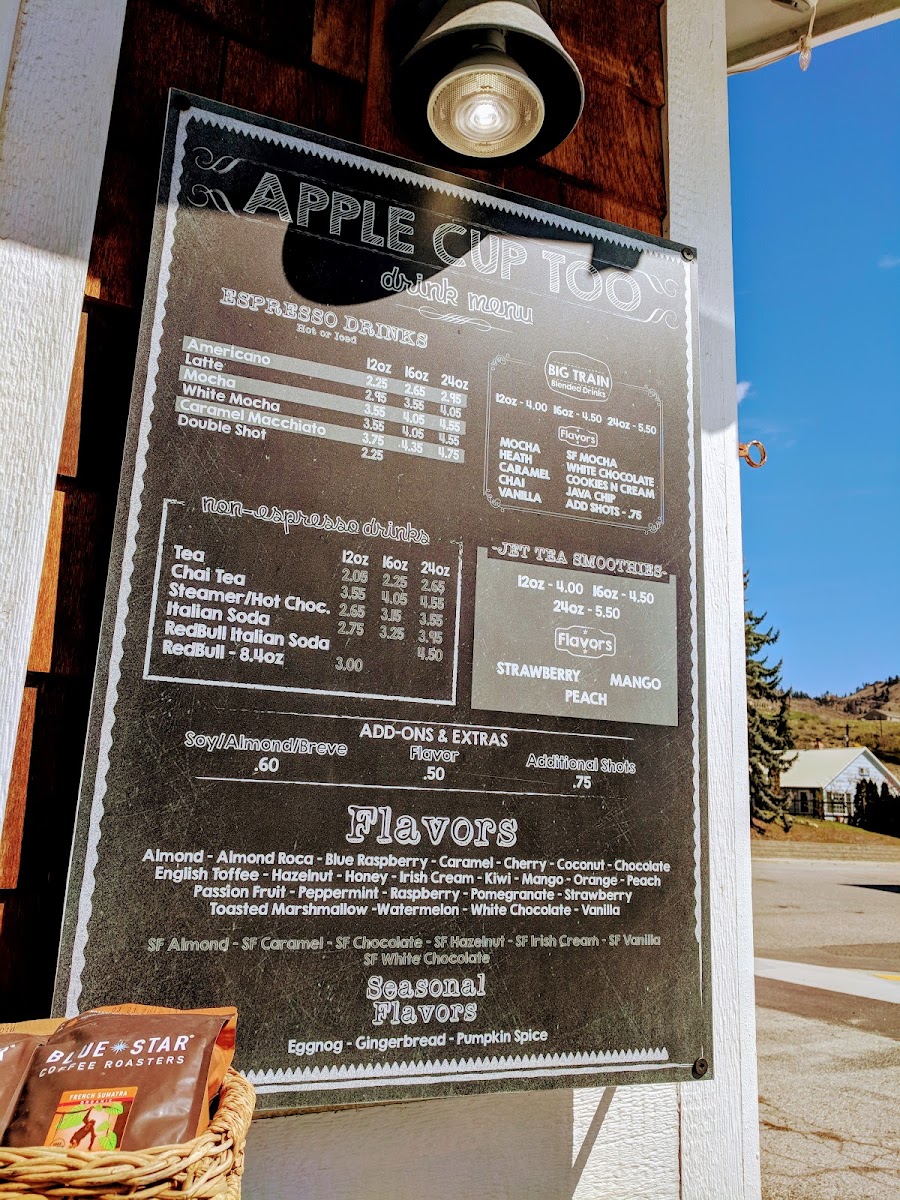 APPLE CUP TOO
drink menu
ESPRESSO DRINKS
Hot or Iced
12oz 16oz 24oz
Americano 2.25 2.65 2.95
Latte 2.95 3.55 4.05
Mocha 3.55 4.05 4.55
White Mocha 3.55 4.05 4.55
Caramel Macchiato 3.75 4.35 4.75
Double Shot 2.25
BIG TRAIN
Blended Drinks
12oz - 4.00 16oz - 4.50 24oz - 5.50
Flavors
MOCHA SF MOCHA
HEATH WHITE CHOCOLATE
CARAMEL COOKIES N CREAM
CHAI JAVA CHIP
VANILLA ADD SHOTS - .75
non-espresso drinks
12oz 16oz 24oz
Tea 2.05 2.25 2.65
Chai Tea 3.55 4.05 4.55
Steamer/Hot Choc. 2.65 3.15 3.55
Italian Soda 2.75 3.25 3.95
RedBull Italian Soda 4.50
RedBull - 8.4oz 3.00
-JET TEA SMOOTHIES-
12oz - 4.00 16oz - 4.50
24oz - 5.50
Flavors
STRAWBERRY MANGO
PEACH
ADD-ONS & EXTRAS
Soy/Almond/Breve Flavor Additional Shots
.60 .50 .75
Flavors
Almond - Almond Roca - Blue Raspberry - Caramel - Cherry - Coconut - Chocolate
English Toffee - Hazelnut - Honey - Irish Cream - Kiwi - Mango - Orange - Peach
Passion Fruit - Peppermint - Raspberry - Pomegranate - Strawberry
Toasted Marshmallow -Watermelon - White Chocolate - Vanilla
SF Almond - SF Caramel - SF Chocolate - SF Hazelnut - SF Irish Cream - SF Vanilla
SF White Chocolate
Seasonal
Flavors
Eggnog - Gingerbread - Pumpkin Spice
BLUE STAR
COFFEE ROASTERS
FRENCH SUMATRA
ORGANIC